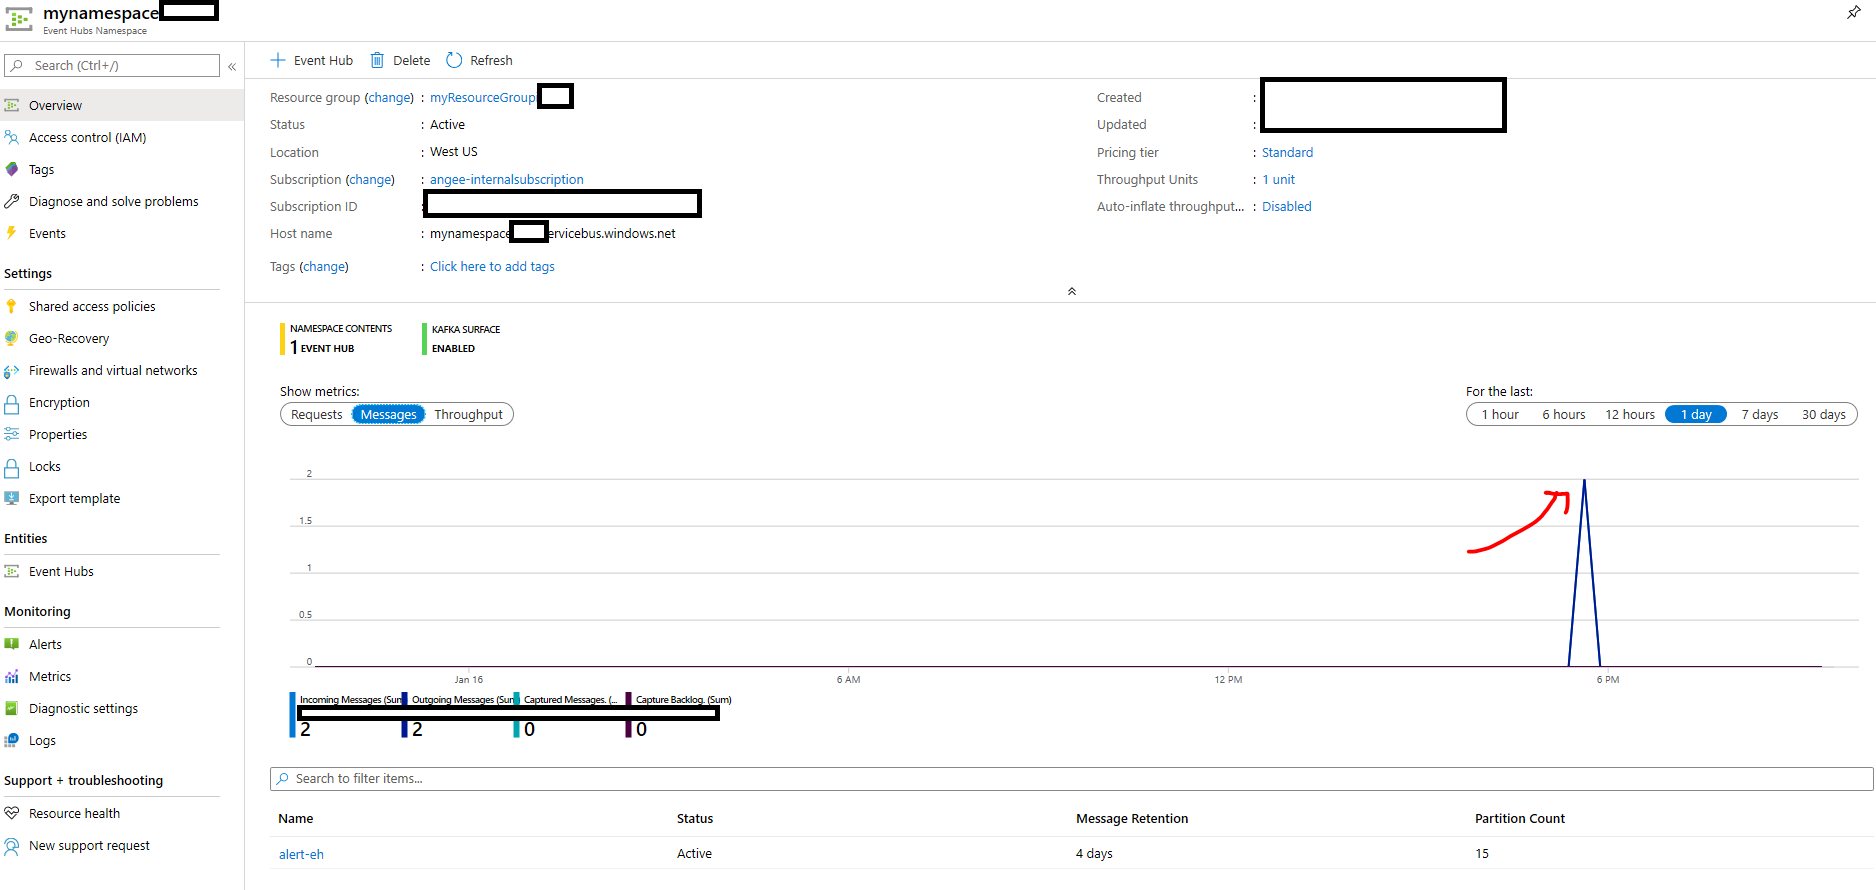 mynamespace
Event Hubs Namespace
Search (Ctrl+/)
«
Overview
Access control (IAM)
Tags
Diagnose and solve problems
Events
Settings
Shared access policies
Geo-Recovery
Firewalls and virtual networks
Encryption
Properties
Locks
Export template
Entities
Event Hubs
Monitoring
Alerts
Metrics
Diagnostic settings
Logs
Support + troubleshooting
Resource health
New support request
Event Hub Delete Refresh
Resource group (change) : myResourceGroup
Status : Active
Location : West US
Subscription (change) : angee-internalsubscription
Subscription ID :
Host name : mynamespace ervicebus.windows.net
Tags (change) : Click here to add tags
Created :
Updated :
Pricing tier : Standard
Throughput Units : 1 unit
Auto-inflate throughput... : Disabled
NAMESPACE CONTENTS
1 EVENT HUB
KAFKA SURFACE
ENABLED
Show metrics:
Requests Messages Throughput
For the last:
1 hour 6 hours 12 hours 1 day 7 days 30 days
2
1.5
1
0.5
0
Jan 16 6 AM 12 PM 6 PM
Incoming Messages (Sum Outgoing Messages (Sum Captured Messages. (... Capture Backlog. (Sum)
2 2 0 0
Search to filter items...
Name Status Message Retention Partition Count
alert-eh Active 4 days 15